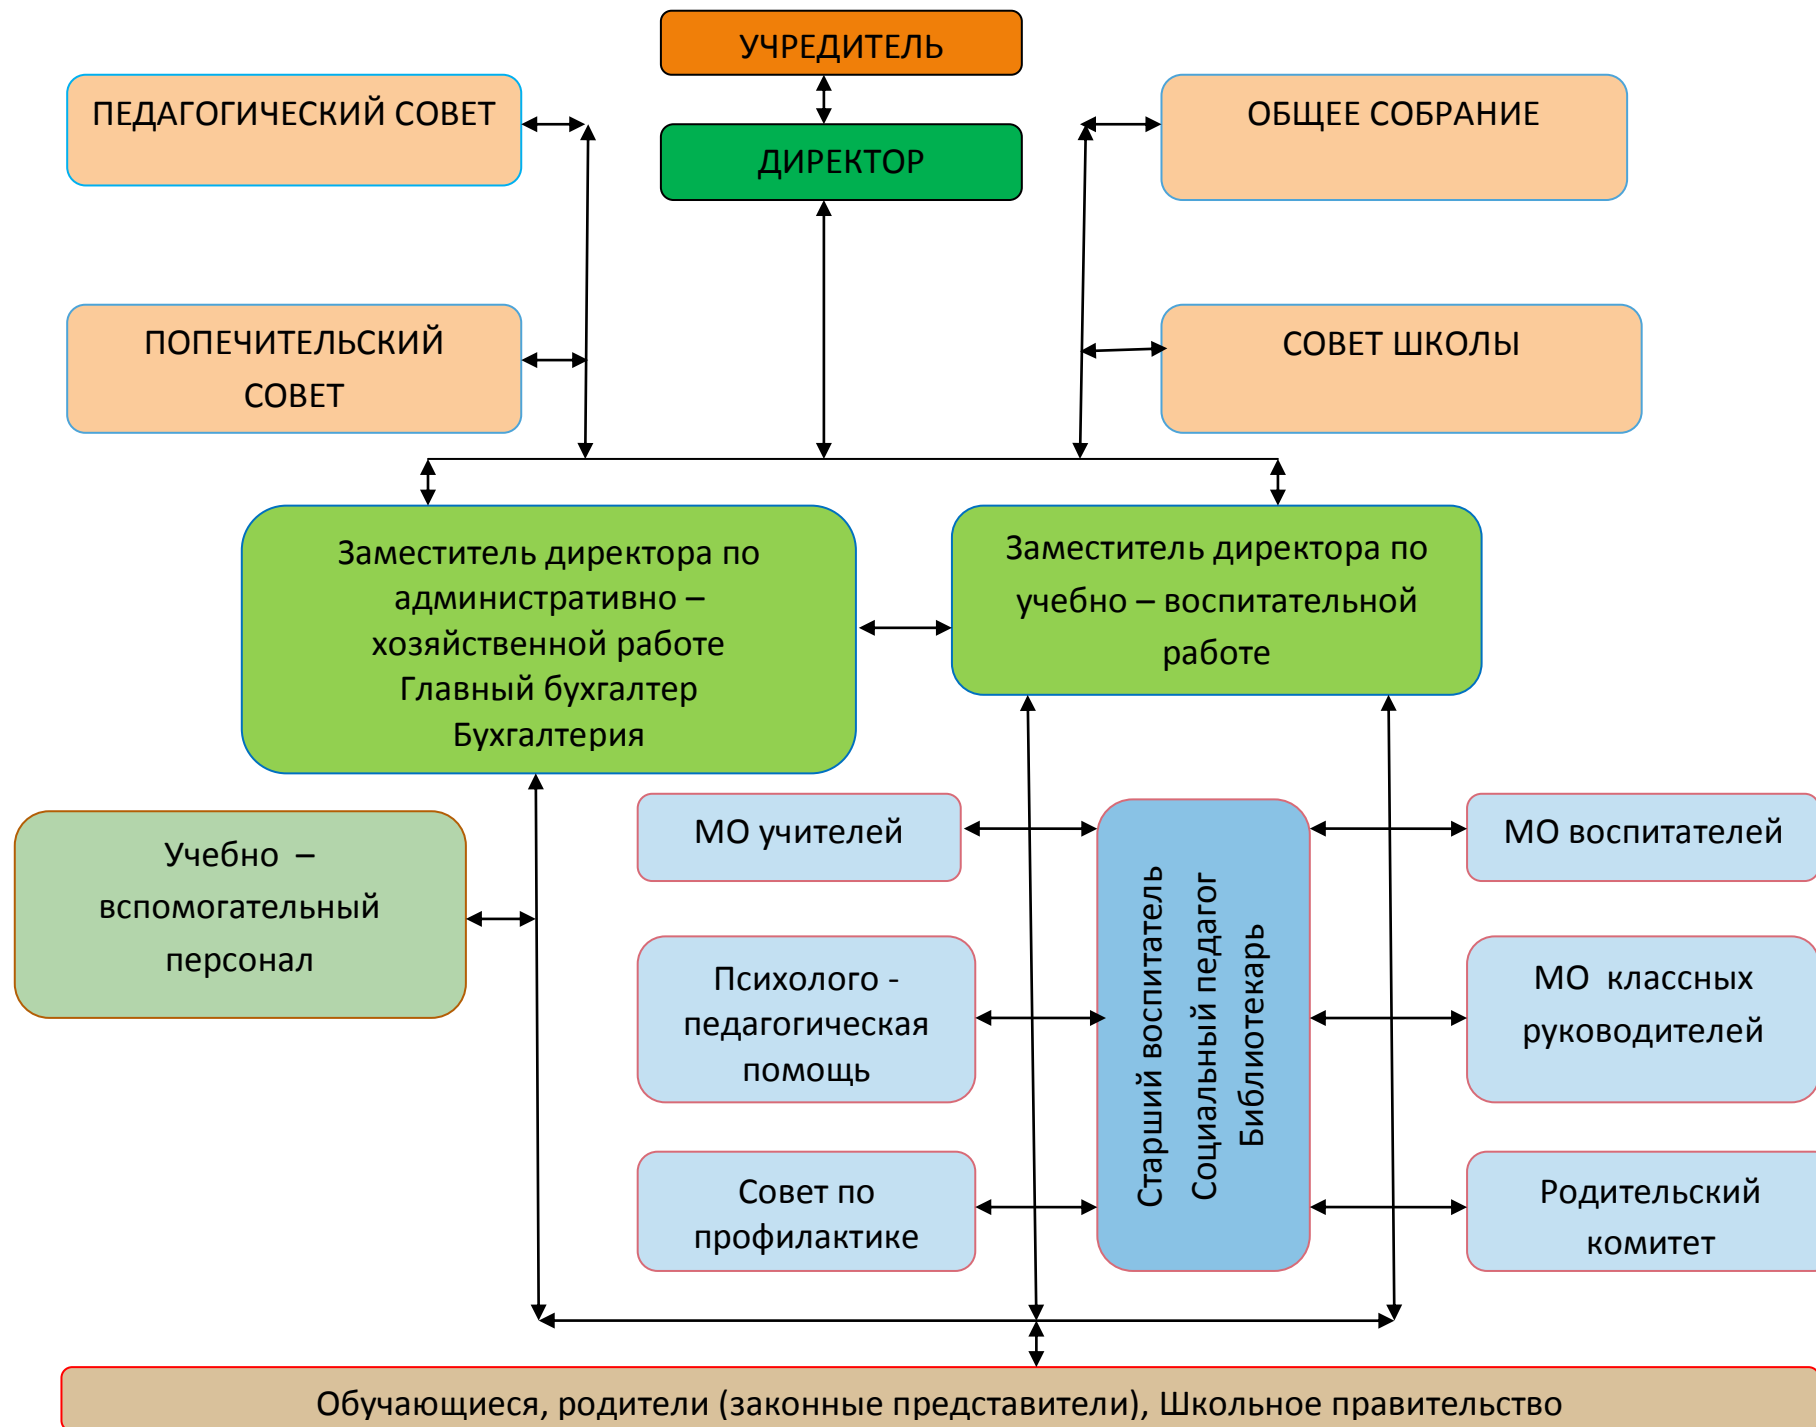 УЧРЕДИТЕЛЬ
ПЕДАГОГИЧЕСКИЙ СОВЕТ
ОБЩЕЕ СОБРАНИЕ
ДИРЕКТОР
ПОПЕЧИТЕЛЬСКИЙ
СОВЕТ
СОВЕТ ШКОЛЫ
Заместитель директора по
административно –
хозяйственной работе
Главный бухгалтер
Бухгалтерия
Заместитель директора по
учебно – воспитательной
работе
Учебно –
вспомогательный
персонал
МО учителей
Психолого -
педагогическая
помощь
Совет по
профилактике
Старший воспитатель
Социальный педагог
Библиотекарь
МО воспитателей
МО классных
руководителей
Родительский
комитет
Обучающиеся, родители (законные представители), Школьное правительство